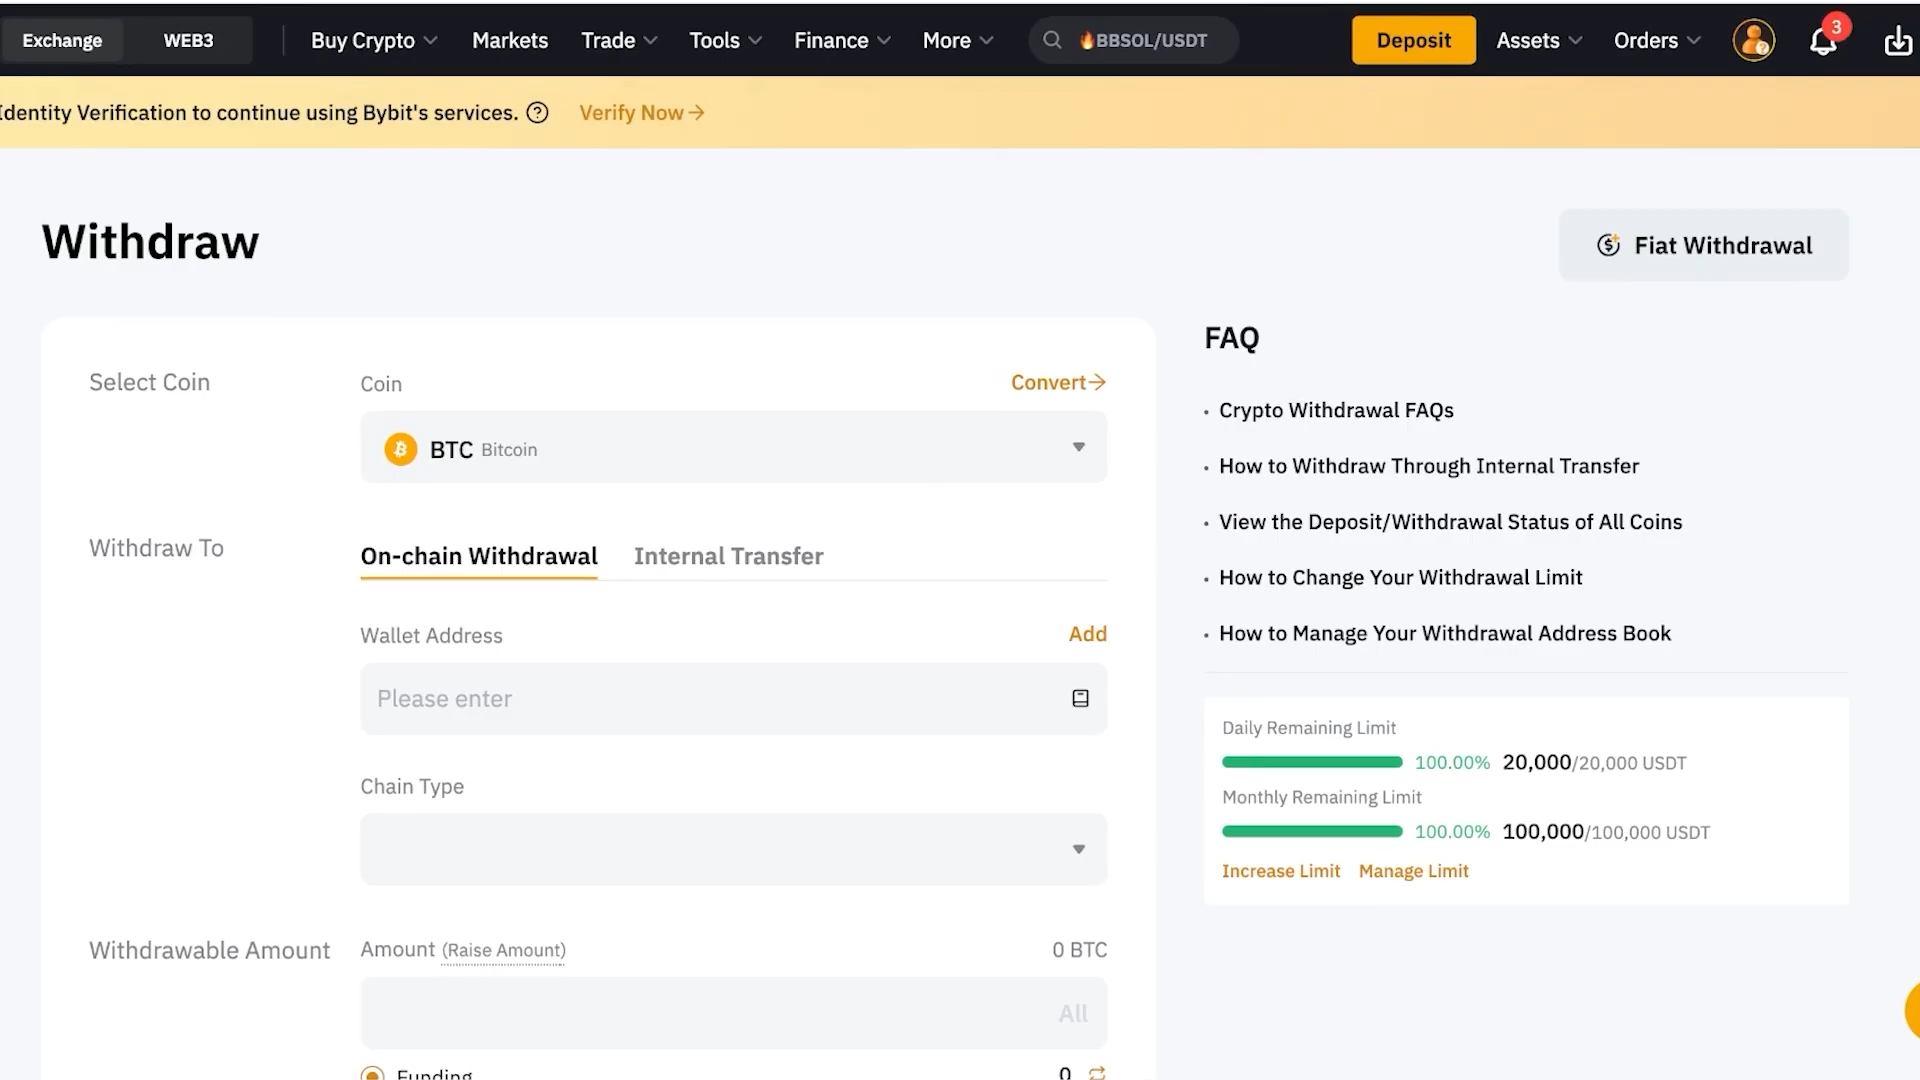 Exchange WEB3 Buy Crypto Markets Trade Tools Finance More BBSOL/USDT Deposit Assets Orders 3
Identity Verification to continue using Bybit's services. Verify Now
Withdraw
Fiat Withdrawal
Select Coin
Coin
Convert
BTC Bitcoin
Withdraw To
On-chain Withdrawal
Internal Transfer
Wallet Address
Add
Please enter
Chain Type
Withdrawable Amount
Amount (Raise Amount)
0 BTC
All
Funding
0
FAQ
• Crypto Withdrawal FAQs
• How to Withdraw Through Internal Transfer
• View the Deposit/Withdrawal Status of All Coins
• How to Change Your Withdrawal Limit
• How to Manage Your Withdrawal Address Book
Daily Remaining Limit
100.00% 20,000/20,000 USDT
Monthly Remaining Limit
100.00% 100,000/100,000 USDT
Increase Limit Manage Limit